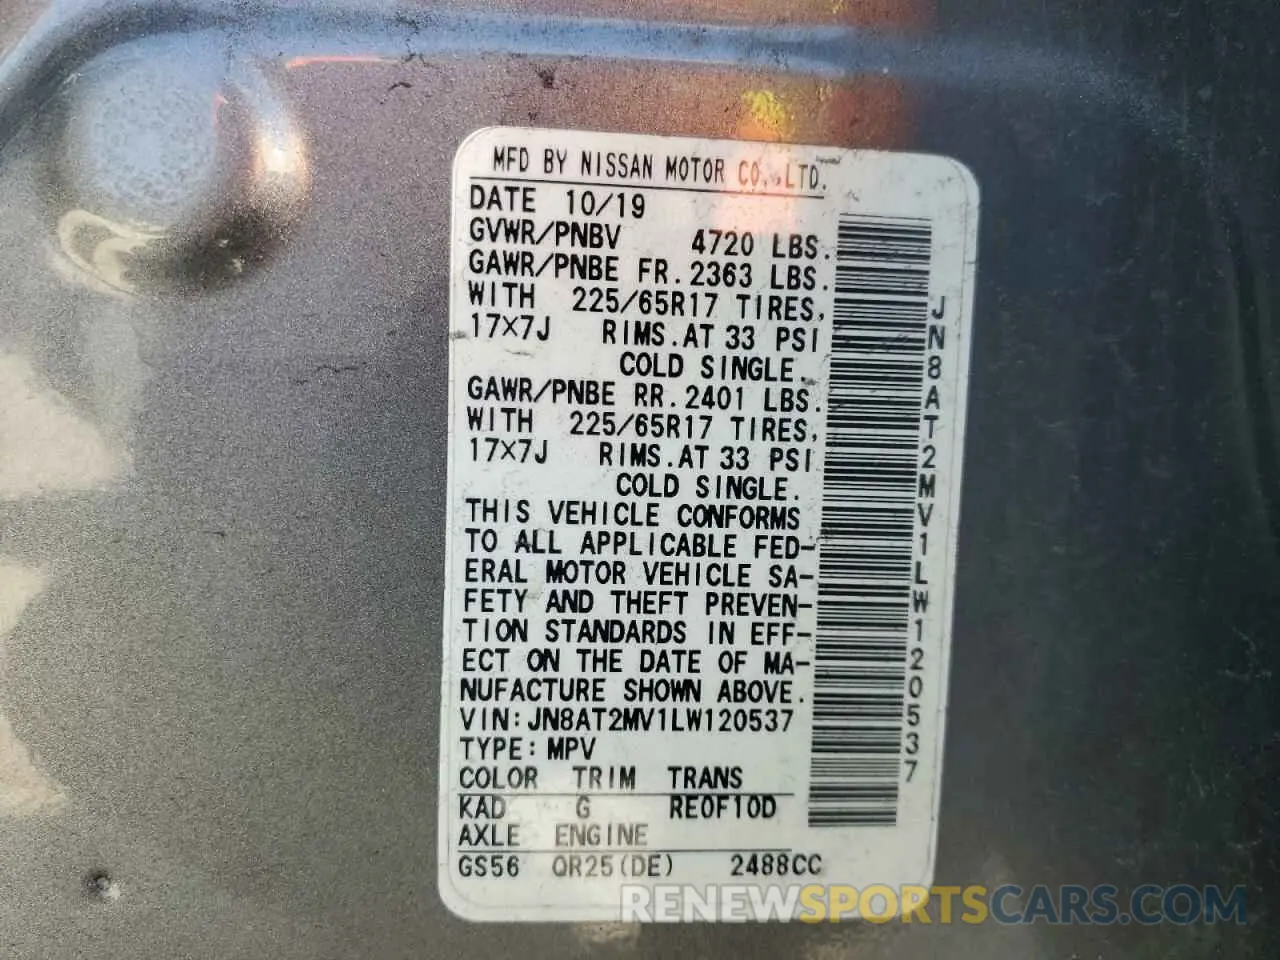 MFD BY NISSAN MOTOR CO.,LTD.
DATE 10/19
GVWR/PNBV 4720 LBS.
GAWR/PNBE FR.2363 LBS.
WITH 225/65R17 TIRES,
17X7J RIMS.AT 33 PSI
COLD SINGLE.
GAWR/PNBE RR.2401 LBS.
WITH 225/65R17 TIRES,
17X7J RIMS.AT 33 PSI
COLD SINGLE.
THIS VEHICLE CONFORMS
TO ALL APPLICABLE FED-
ERAL MOTOR VEHICLE SA-
FETY AND THEFT PREVEN-
TION STANDARDS IN EFF-
ECT ON THE DATE OF MA-
NUFACTURE SHOWN ABOVE.
VIN:JN8AT2MV1LW120537
TYPE:MPV
COLOR TRIM TRANS
KAD G RE0F10D
AXLE ENGINE
GS56 QR25(DE) 2488CC
JN8AT2MV1LW120537
RENEWSPORTSCARS.COM